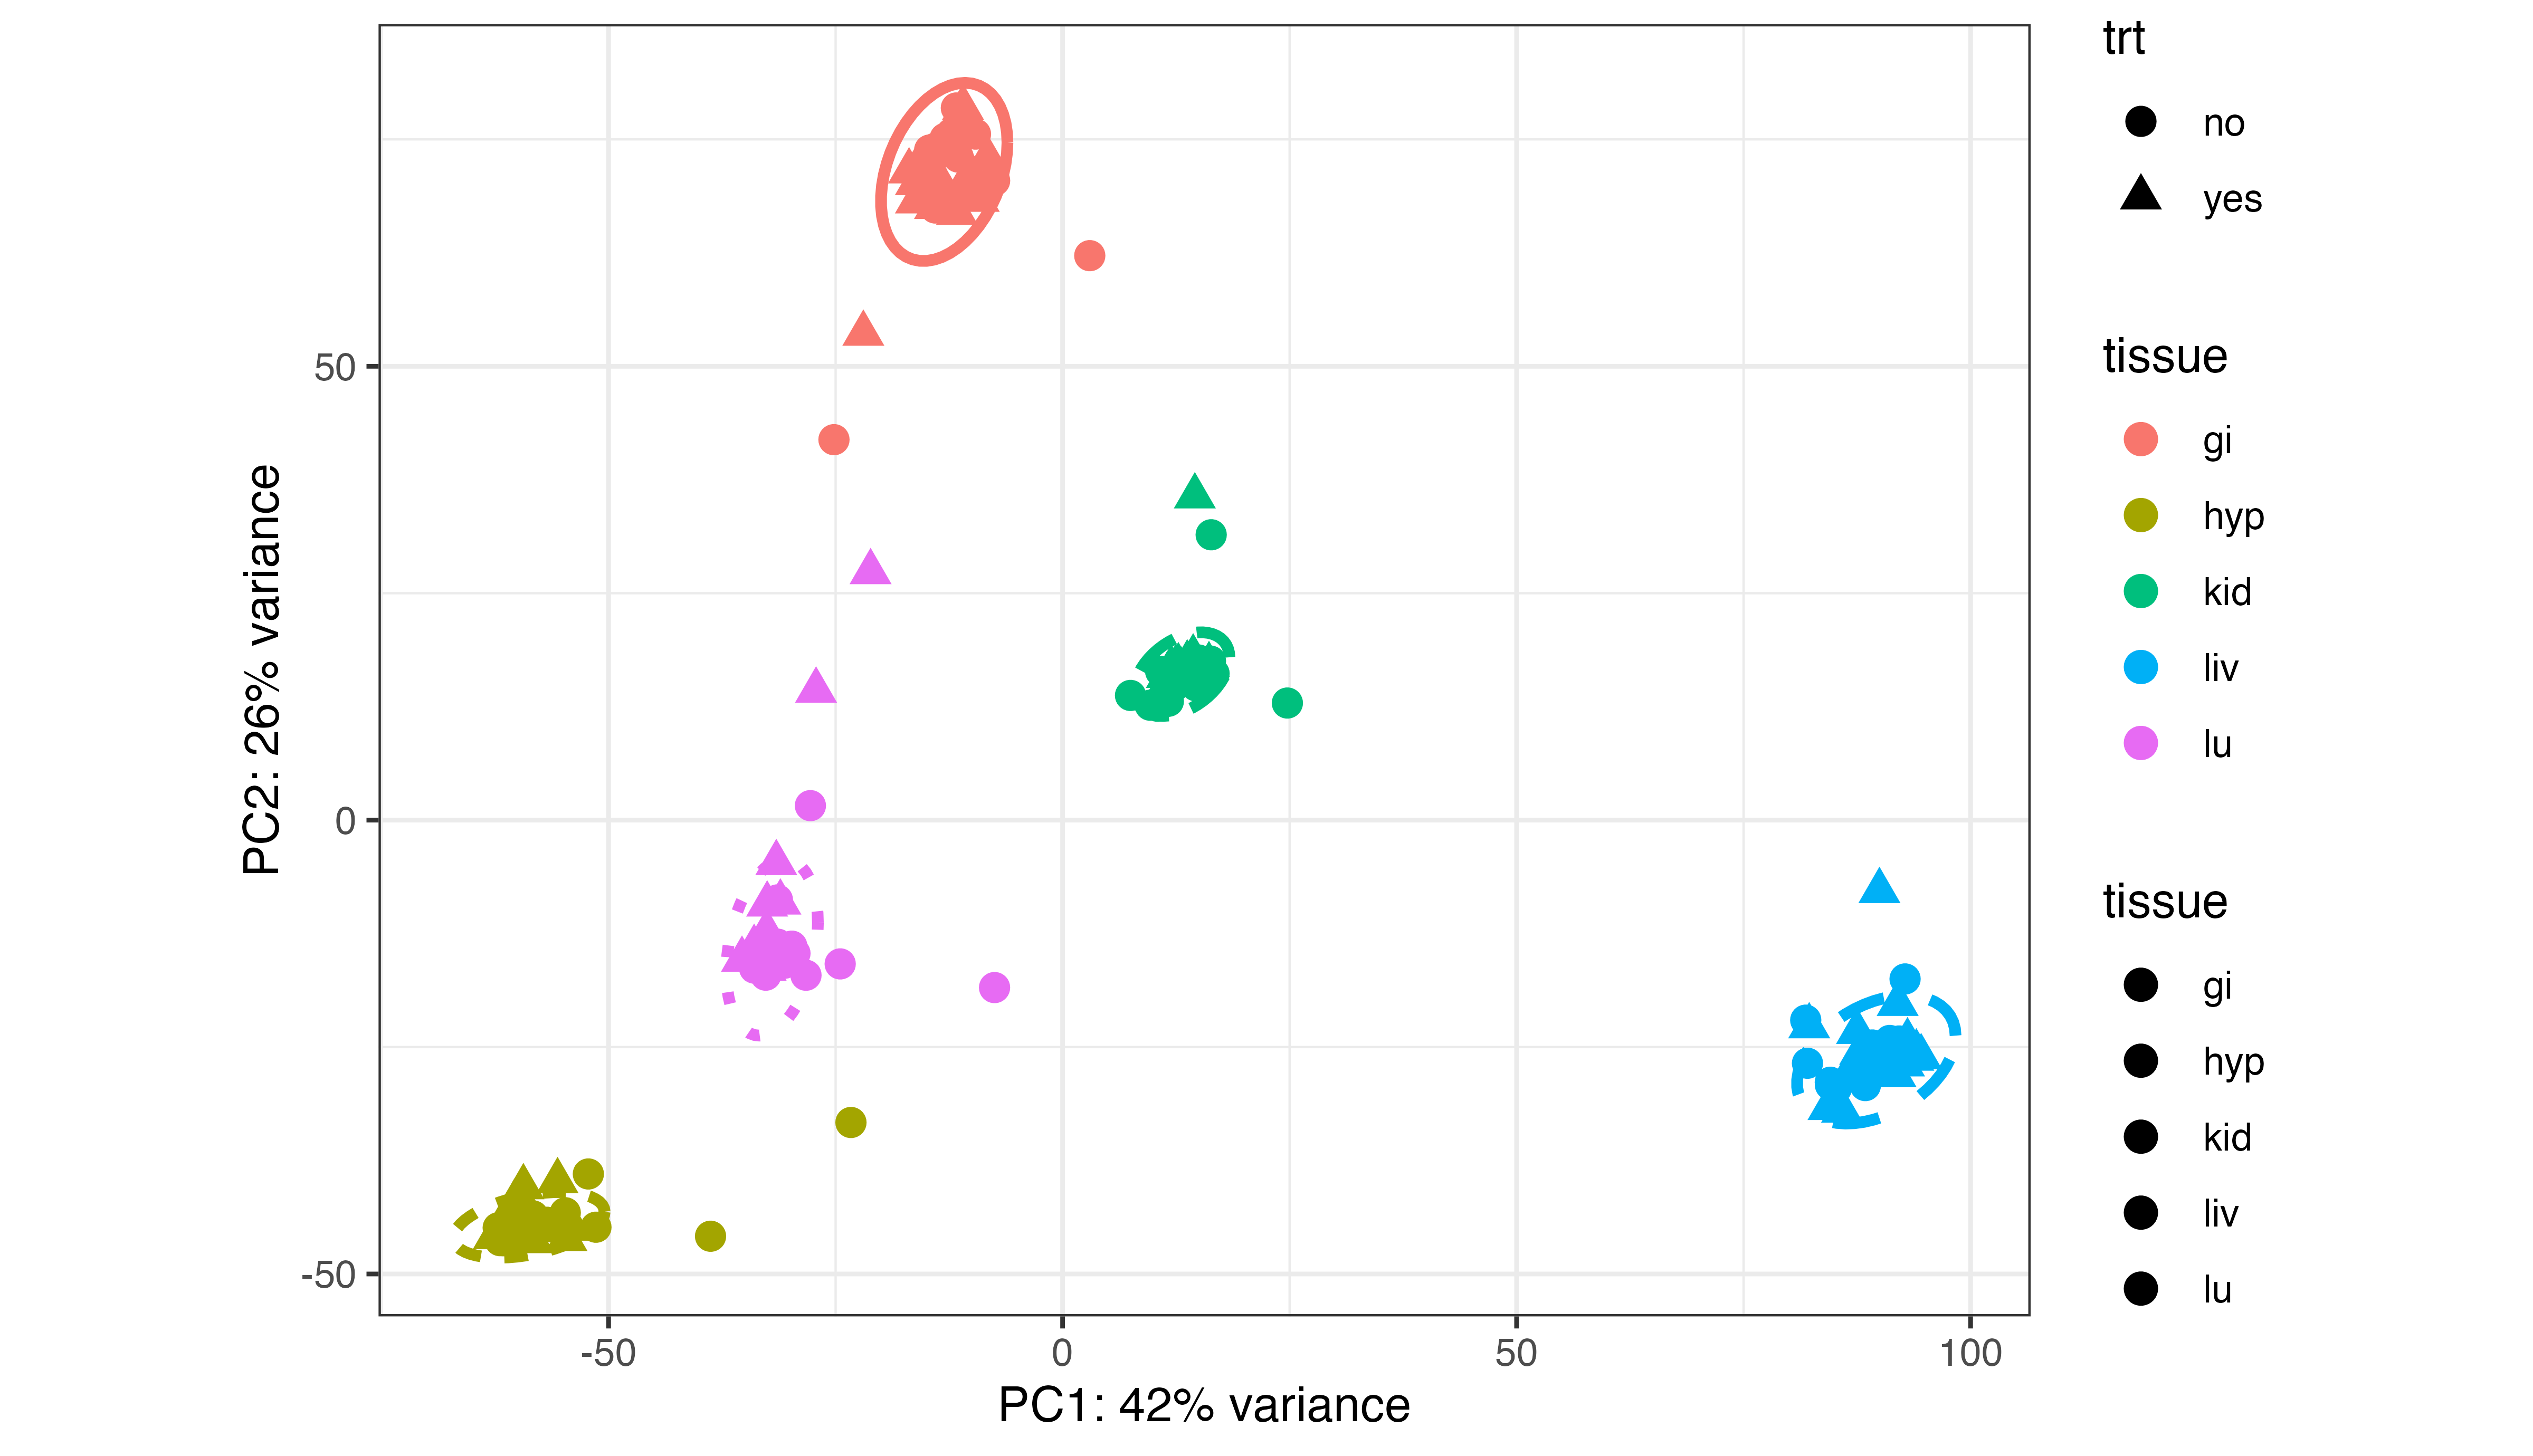 trt
no
yes
tissue
gi
hyp
kid
liv
lu
tissue
gi
hyp
kid
liv
lu
PC2: 26% variance
50
0
-50
-50 0 50 100
PC1: 42% variance